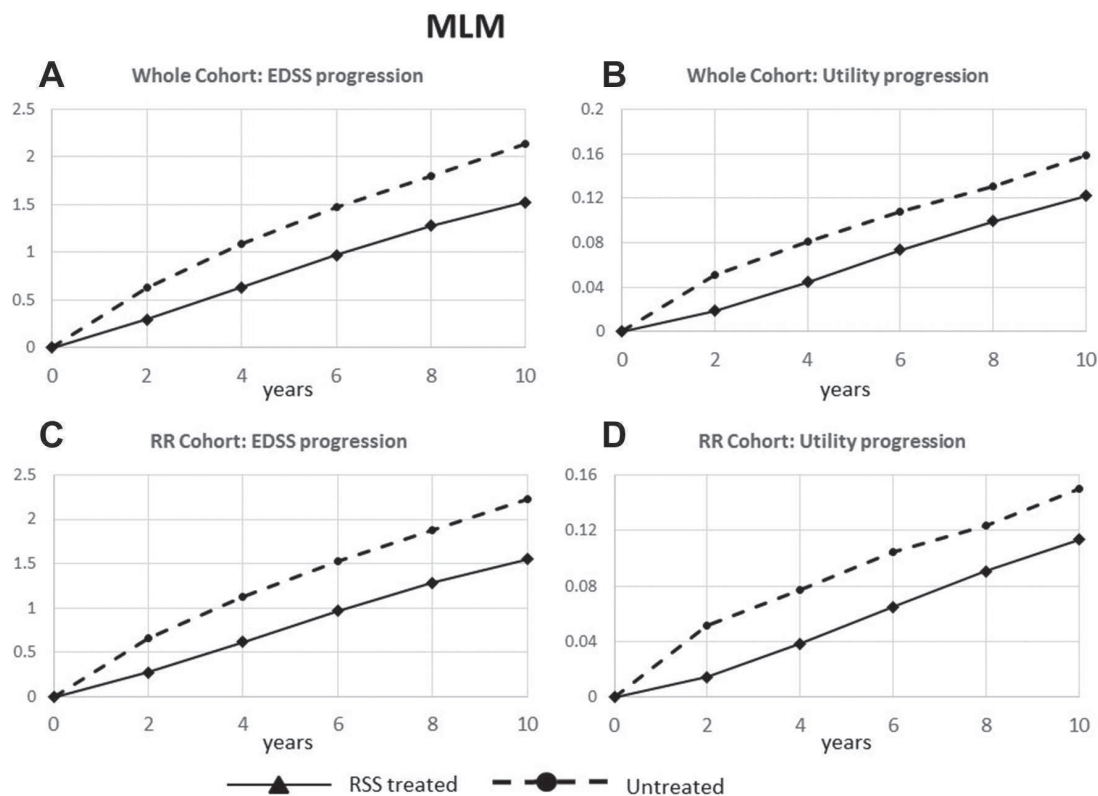 MLM
A
Whole Cohort: EDSS progression
2.5
2
1.5
1
0.5
0
0 2 4 6 8 10
years
B
Whole Cohort: Utility progression
0.2
0.16
0.12
0.08
0.04
0
0 2 4 6 8 10
years
C
RR Cohort: EDSS progression
2.5
2
1.5
1
0.5
0
0 2 4 6 8 10
years
D
RR Cohort: Utility progression
0.16
0.12
0.08
0.04
0
0 2 4 6 8 10
years
RSS treated Untreated